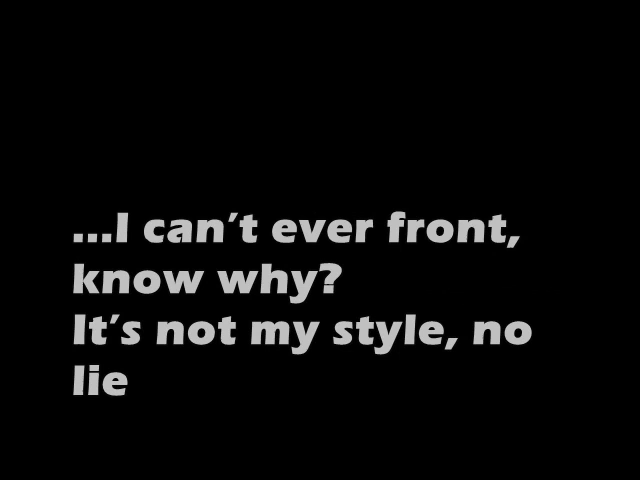 ...I can’t ever front,
know why?
It’s not my style, no
lie